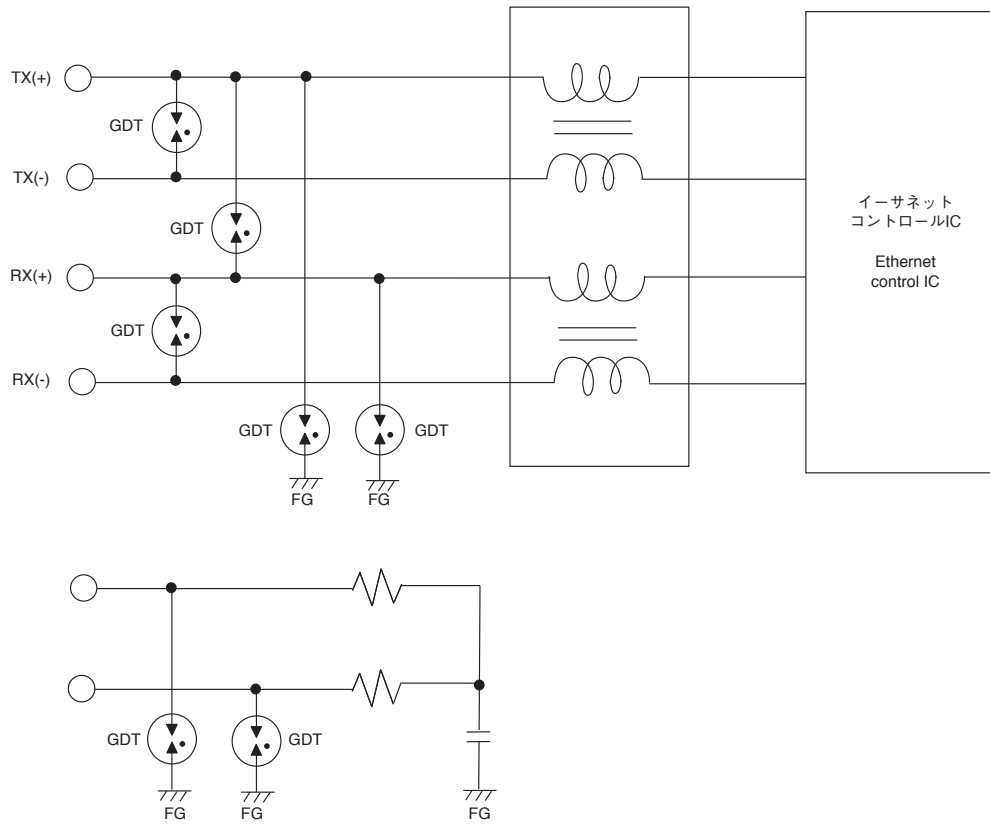 TX(+)
GDT
TX(-)
GDT
RX(+)
GDT
RX(-)
GDT
GDT
FG
FG
イーサネット
コントロールIC
Ethernet
control IC
GDT
GDT
FG
FG
FG